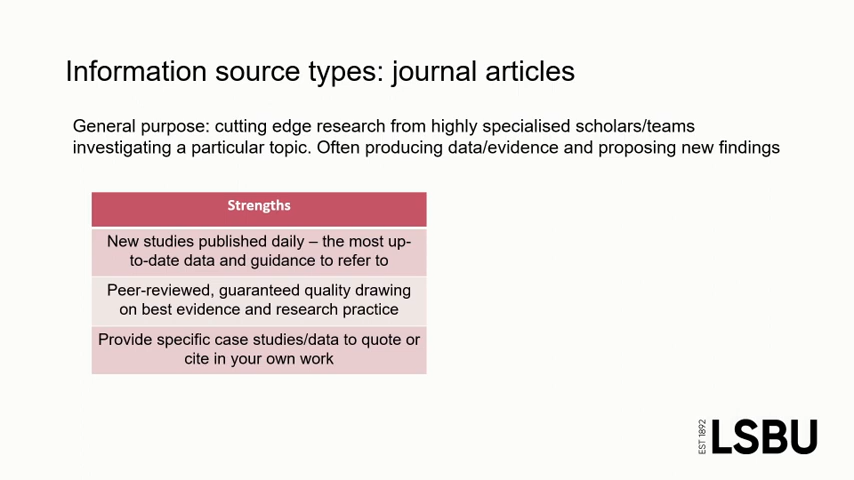 Information source types: journal articles
General purpose: cutting edge research from highly specialised scholars/teams
investigating a particular topic. Often producing data/evidence and proposing new findings
Strengths
New studies published daily – the most up-
to-date data and guidance to refer to
Peer-reviewed, guaranteed quality drawing
on best evidence and research practice
Provide specific case studies/data to quote or
cite in your own work
EST 1892
LSBU